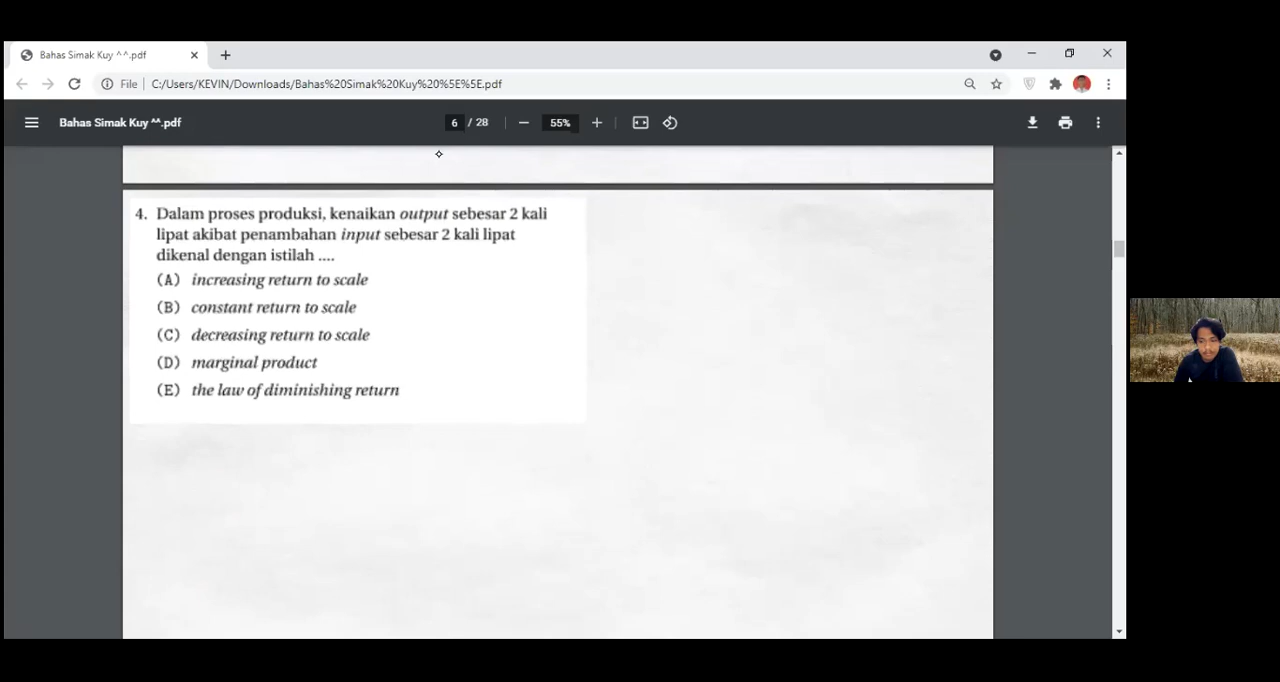 Bahas Simak Kuy ^^.pdf
File
C:/Users/KEVIN/Downloads/Bahas%20Simak%20Kuy%20%5E%5E.pdf
Bahas Simak Kuy ^^.pdf
6 / 28
55%
4. Dalam proses produksi, kenaikan output sebesar 2 kali
lipat akibat penambahan input sebesar 2 kali lipat
dikenal dengan istilah ....
(A) increasing return to scale
(B) constant return to scale
(C) decreasing return to scale
(D) marginal product
(E) the law of diminishing return